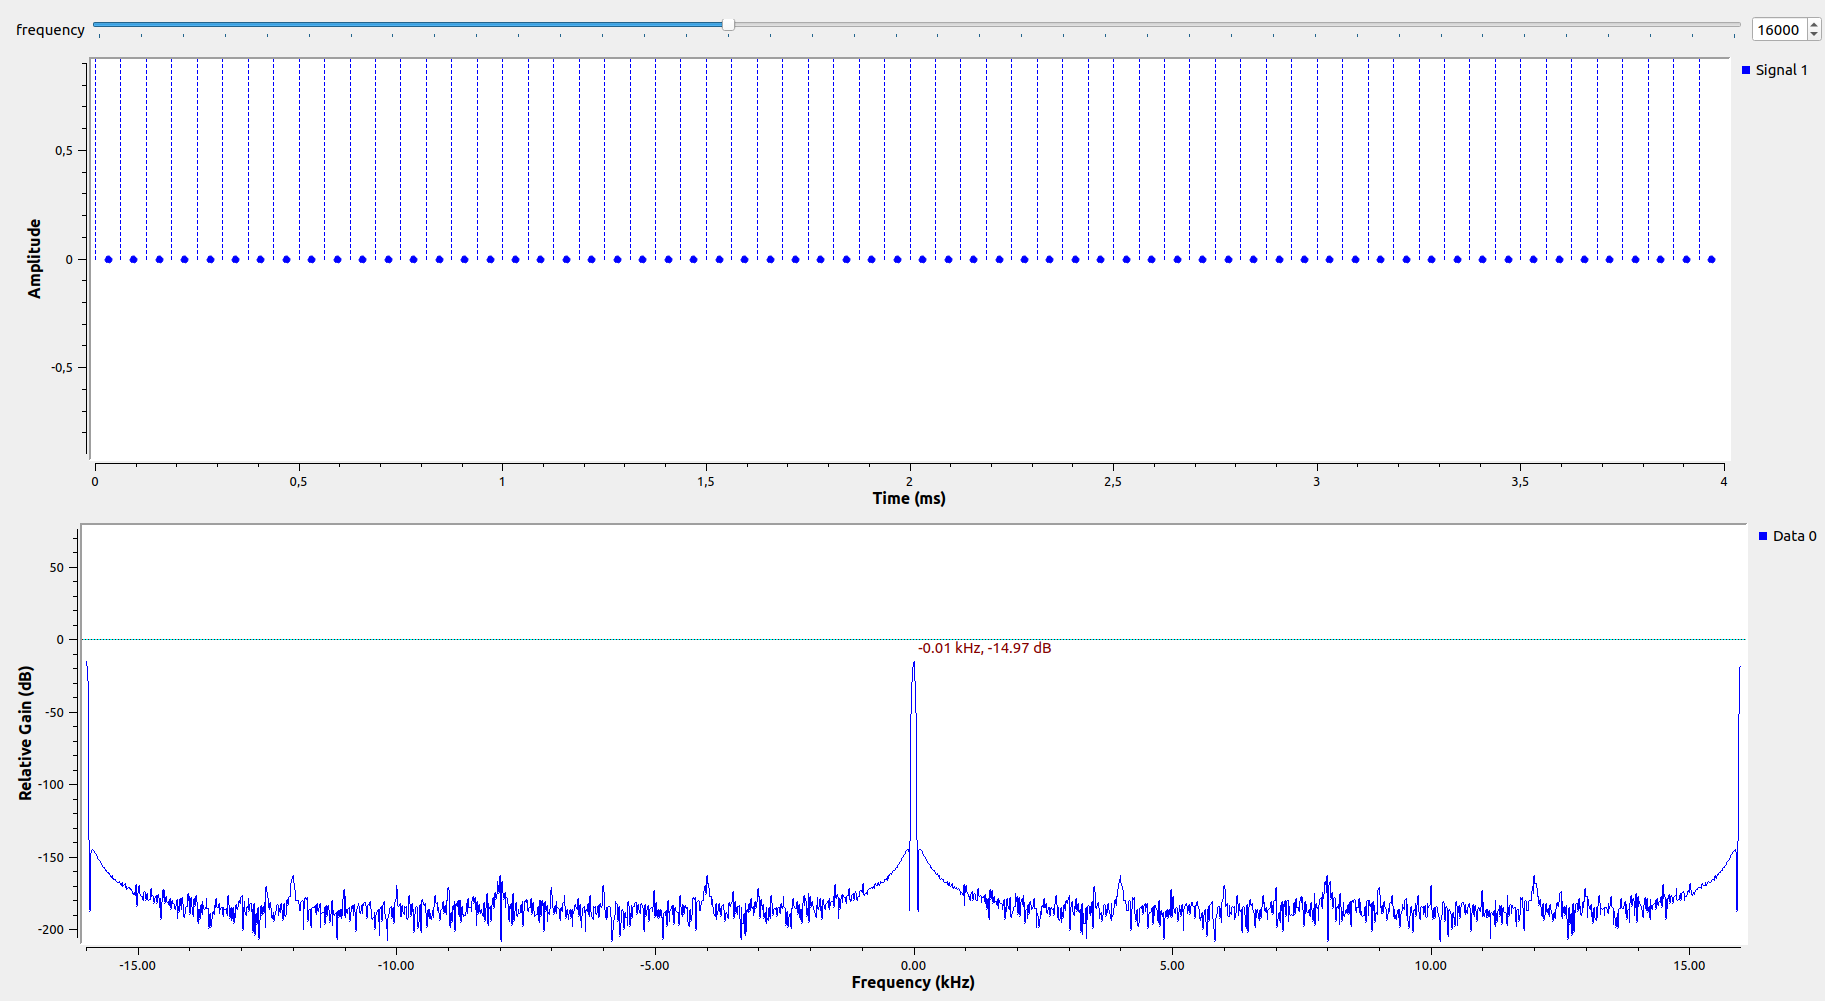 frequency
16000
Signal 1
0,5
0
-0,5
Amplitude
0 0,5 1 1,5 2 2,5 3 3,5 4
Time (ms)
Data 0
50
0
-50
-100
-150
-200
Relative Gain (dB)
-0.01 kHz, -14.97 dB
-15.00 -10.00 -5.00 0.00 5.00 10.00 15.00
Frequency (kHz)